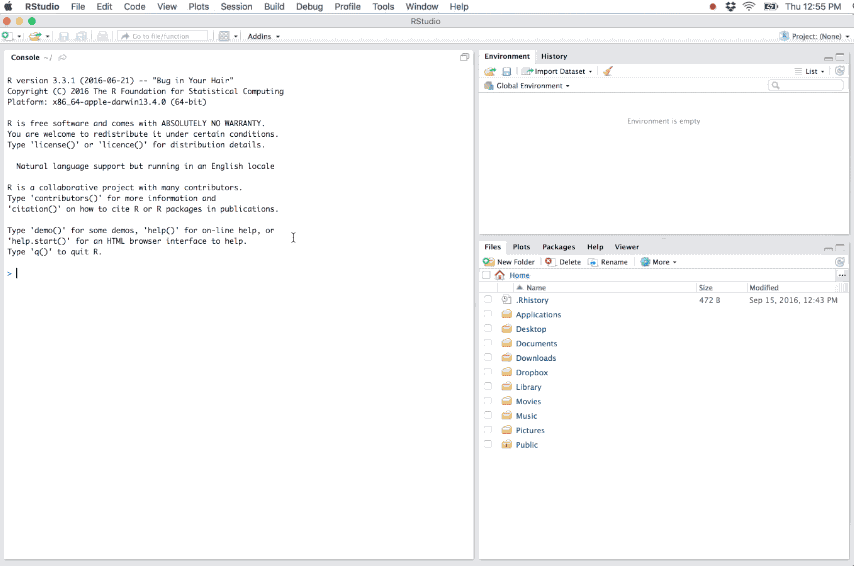 RStudio File Edit Code View Plots Session Build Debug Profile Tools Window Help Thu 12:55 PM
RStudio
Go to file/function Addins Project: (None)
Console ~/
R version 3.3.1 (2016-06-21) -- "Bug in Your Hair"
Copyright (C) 2016 The R Foundation for Statistical Computing
Platform: x86_64-apple-darwin13.4.0 (64-bit)
R is free software and comes with ABSOLUTELY NO WARRANTY.
You are welcome to redistribute it under certain conditions.
Type 'license()' or 'licence()' for distribution details.
Natural language support but running in an English locale
R is a collaborative project with many contributors.
Type 'contributors()' for more information and
'citation()' on how to cite R or R packages in publications.
Type 'demo()' for some demos, 'help()' for on-line help, or
'help.start()' for an HTML browser interface to help.
Type 'q()' to quit R.
>
Environment History
Import Dataset List
Global Environment
Environment is empty
Files Plots Packages Help Viewer
New Folder Delete Rename More
Home ...
Name Size Modified
.Rhistory 472 B Sep 15, 2016, 12:43 PM
Applications
Desktop
Documents
Downloads
Dropbox
Library
Movies
Music
Pictures
Public